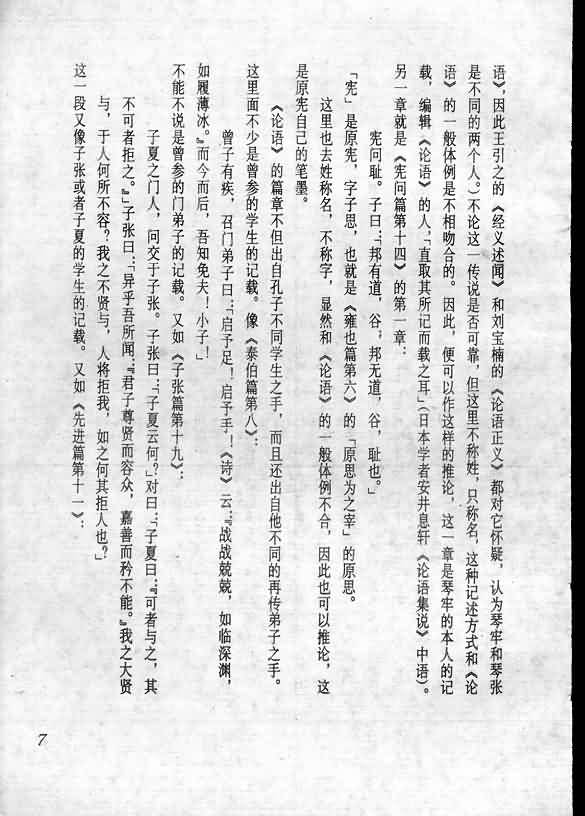 语》，因此王引之的《经义述闻》和刘宝楠的《论语正义》都对它怀疑，认为琴牢和琴张
是不同的两个人。）不论这一传说是否可靠，但这里不称姓，只称名，这种记述方式和《论
语》的一般体例是不相吻合的。因此，便可以作这样的推论，这一章是琴牢的本人的记
载，编辑《论语》的人，“直取其所记而载之耳”（日本学者安井息轩《论语集说》中语）。
另一章就是《宪问篇第十四》的第一章：
宪问耻。子曰：“邦有道，谷；邦无道，谷，耻也。”
“宪”是原宪，字子思，也就是《雍也篇第六》的“原思为之宰”的原思。
这里也去姓称名，不称字，显然和《论语》的一般体例不合，因此也可以推论，这
是原宪自己的笔墨。
《论语》的篇章不但出自孔子不同学生之手，而且还出自他不同的再传弟子之手。
这里面不少是曾参的学生的记载。像《泰伯篇第八》：
曾子有疾，召门弟子曰：“启予足！启予手！《诗》云：‘战战兢兢，如临深渊，
如履薄冰。’而今而后，吾知免夫！小子！”
不能不说是曾参的门弟子的记载。又如《子张篇第十九》：
子夏之门人，问交于子张。子张曰：“子夏云何？”对曰：“子夏曰：‘可者与之，其
不可者拒之。’”子张曰：“异乎吾所闻：‘君子尊贤而容众，嘉善而矜不能。’我之大贤
与，于人何所不容？我之不贤与，人将拒我，如之何其拒人也？”
这一段又像子张或者子夏的学生的记载。又如《先进篇第十一》：
7